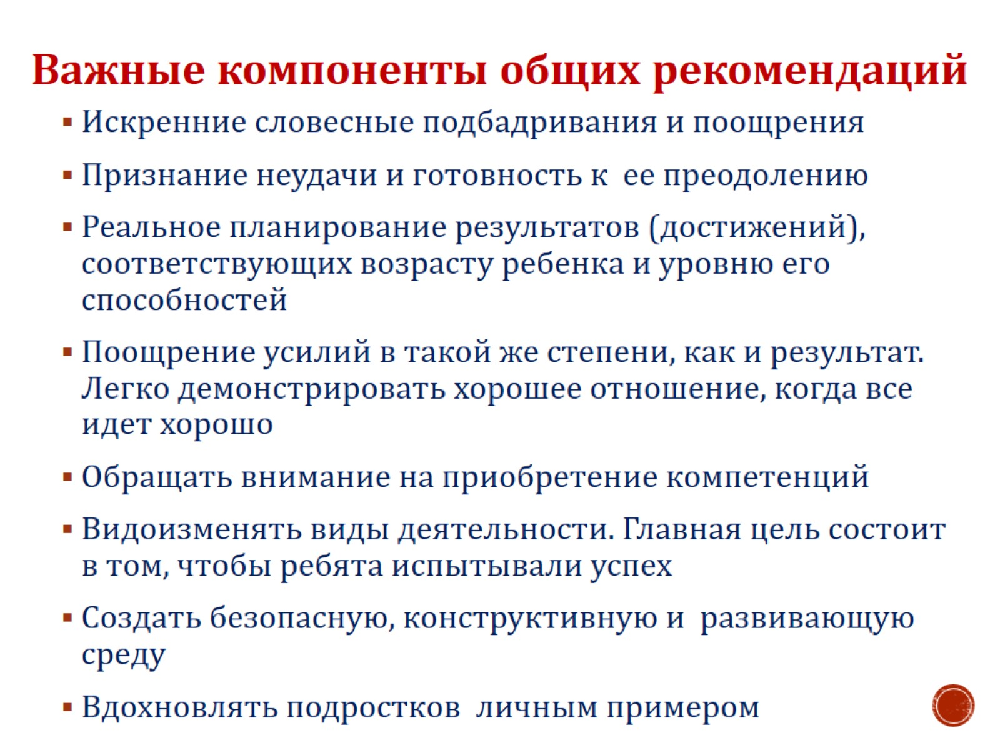 Важные компоненты общих рекомендаций
▪ Искренние словесные подбадривания и поощрения
▪ Признание неудачи и готовность к  ее преодолению
▪ Реальное планирование результатов (достижений),
соответствующих возрасту ребенка и уровню его
способностей
▪ Поощрение усилий в такой же степени, как и результат.
Легко демонстрировать хорошее отношение, когда все
идет хорошо
▪ Обращать внимание на приобретение компетенций
▪ Видоизменять виды деятельности. Главная цель состоит
в том, чтобы ребята испытывали успех
▪ Создать безопасную, конструктивную и  развивающую
среду
▪ Вдохновлять подростков  личным примером